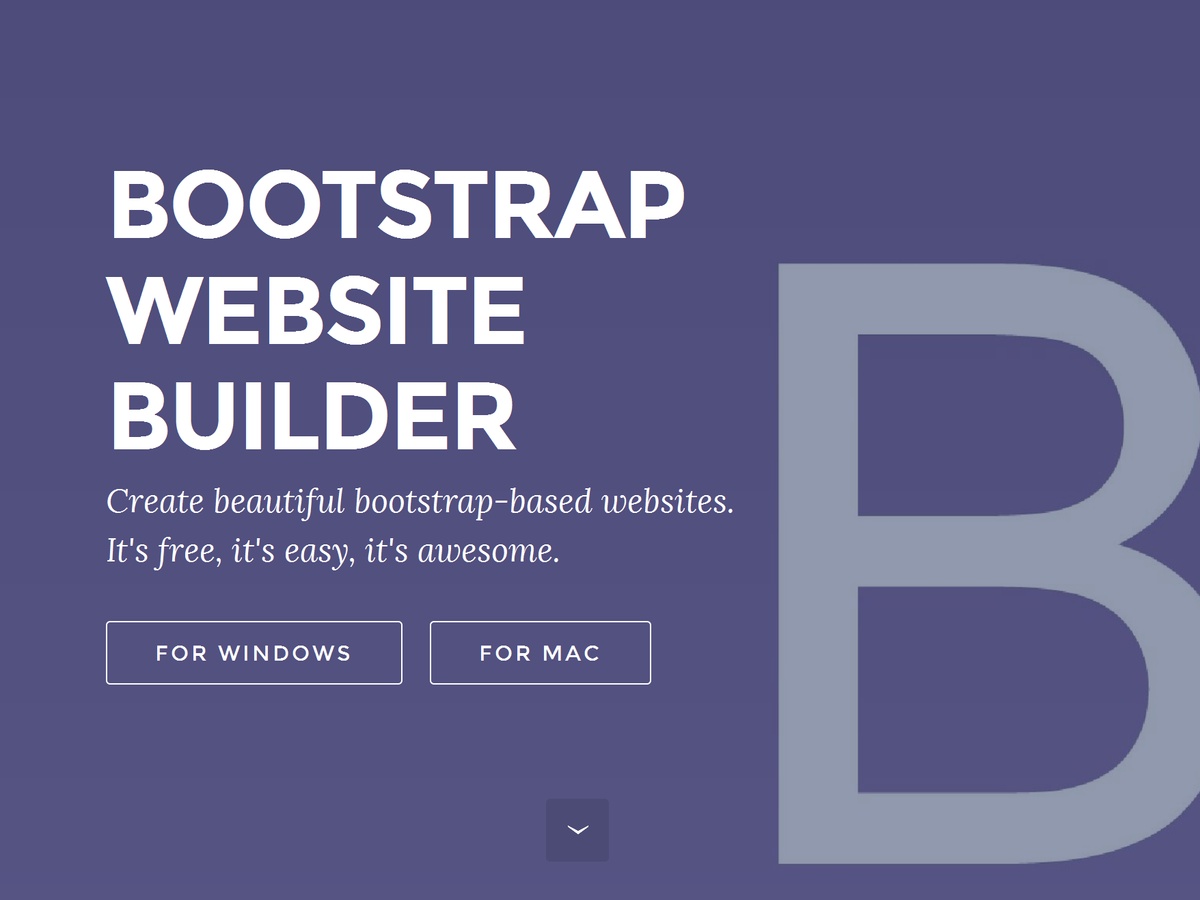 BOOTSTRAP
WEBSITE
BUILDER
Create beautiful bootstrap-based websites.
It's free, it's easy, it's awesome.
FOR WINDOWS
FOR MAC
B